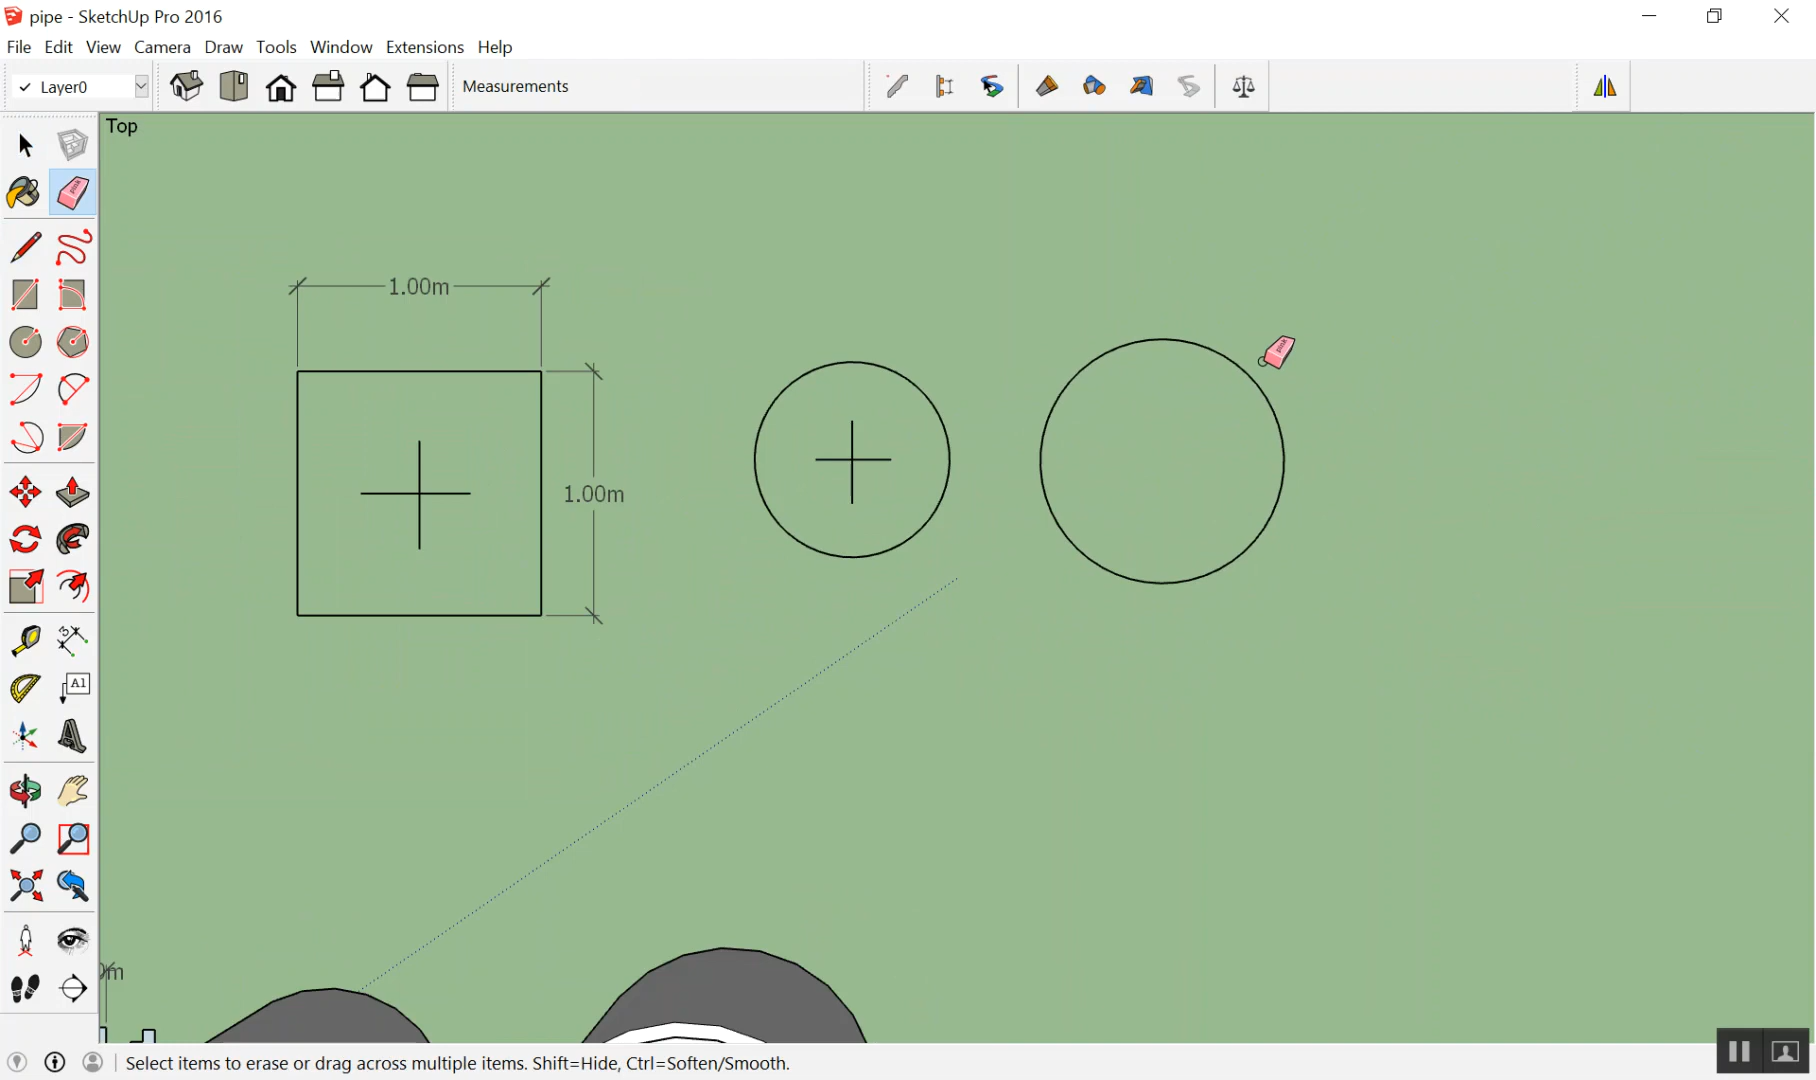 pipe - SketchUp Pro 2016
File Edit View Camera Draw Tools Window Extensions Help
Layer0
Measurements
Top
1.00m
1.00m
A1
m
Select items to erase or drag across multiple items. Shift=Hide, Ctrl=Soften/Smooth.